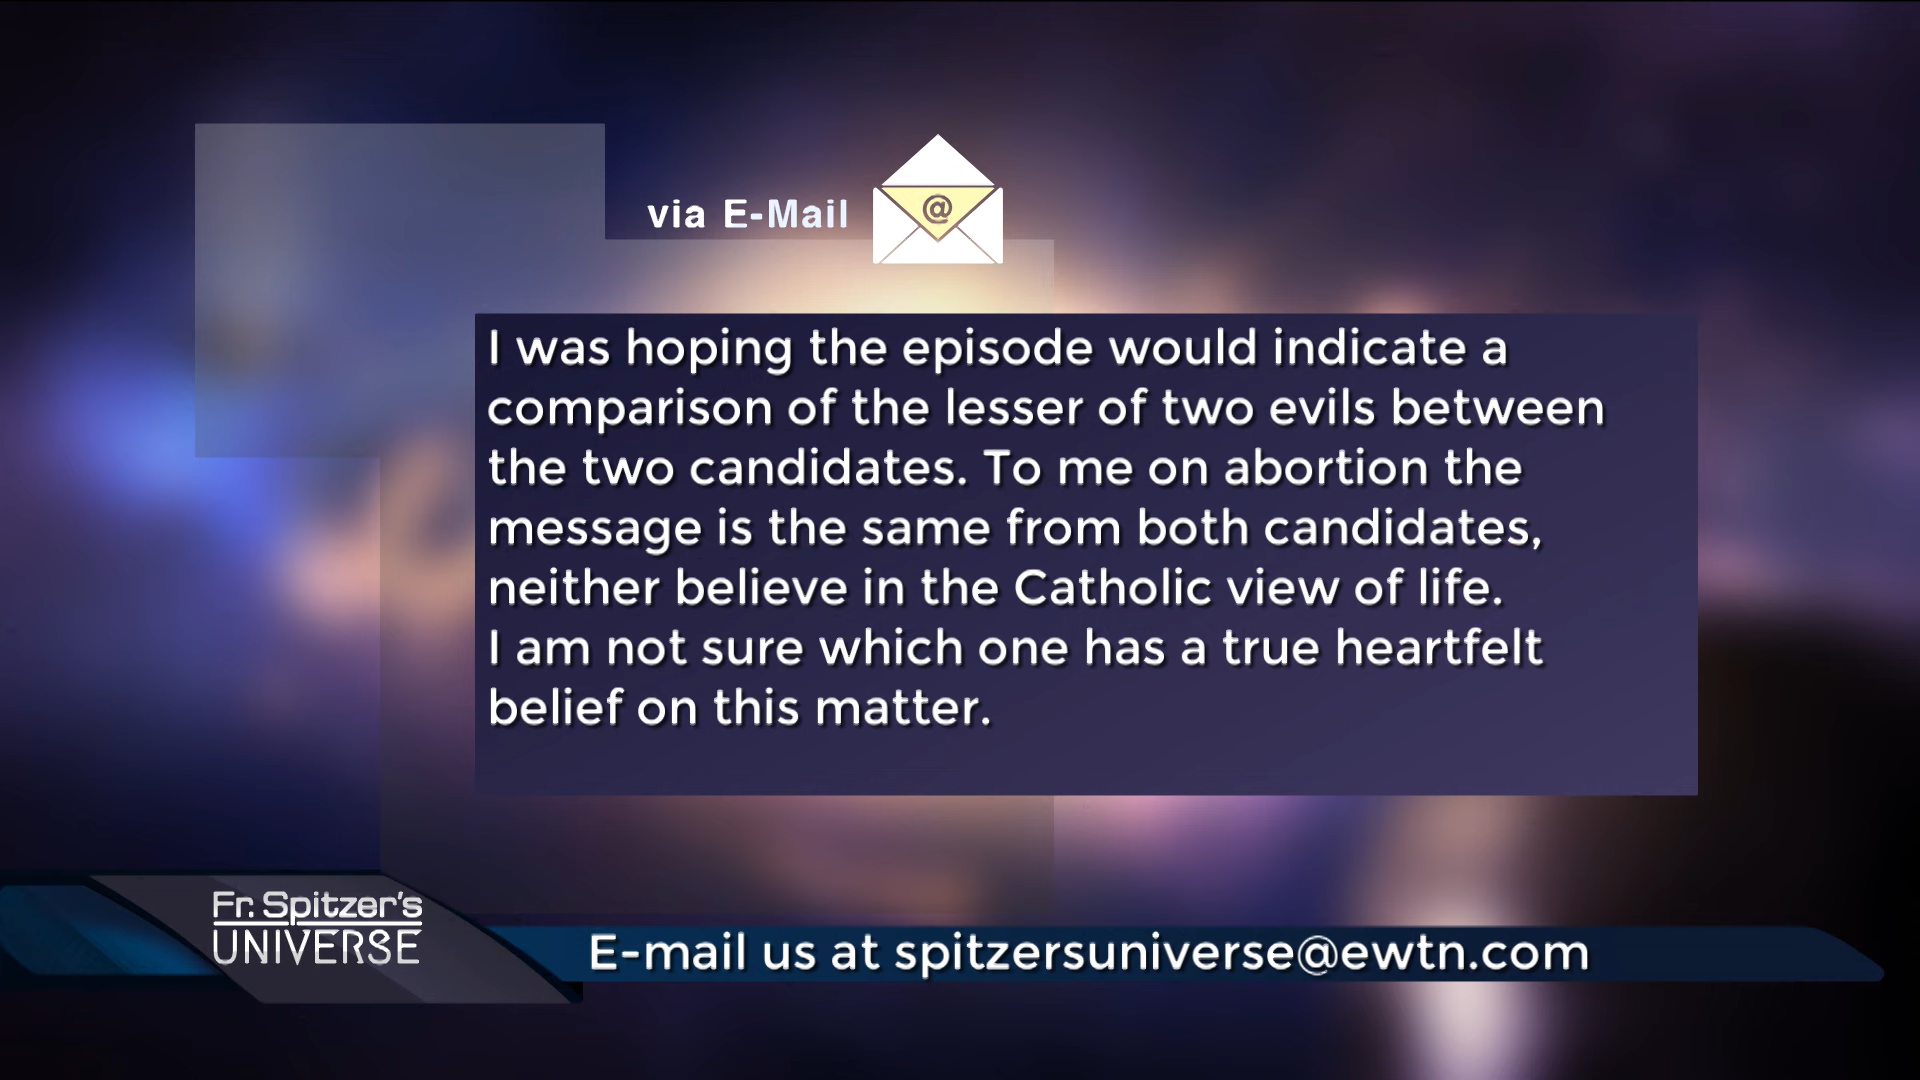 via E-Mail
@
I was hoping the episode would indicate a
comparison of the lesser of two evils between
the two candidates. To me on abortion the
message is the same from both candidates,
neither believe in the Catholic view of life.
I am not sure which one has a true heartfelt
belief on this matter.
Fr. Spitzer's
UNIVERSE
E-mail us at spitzersuniverse@ewtn.com